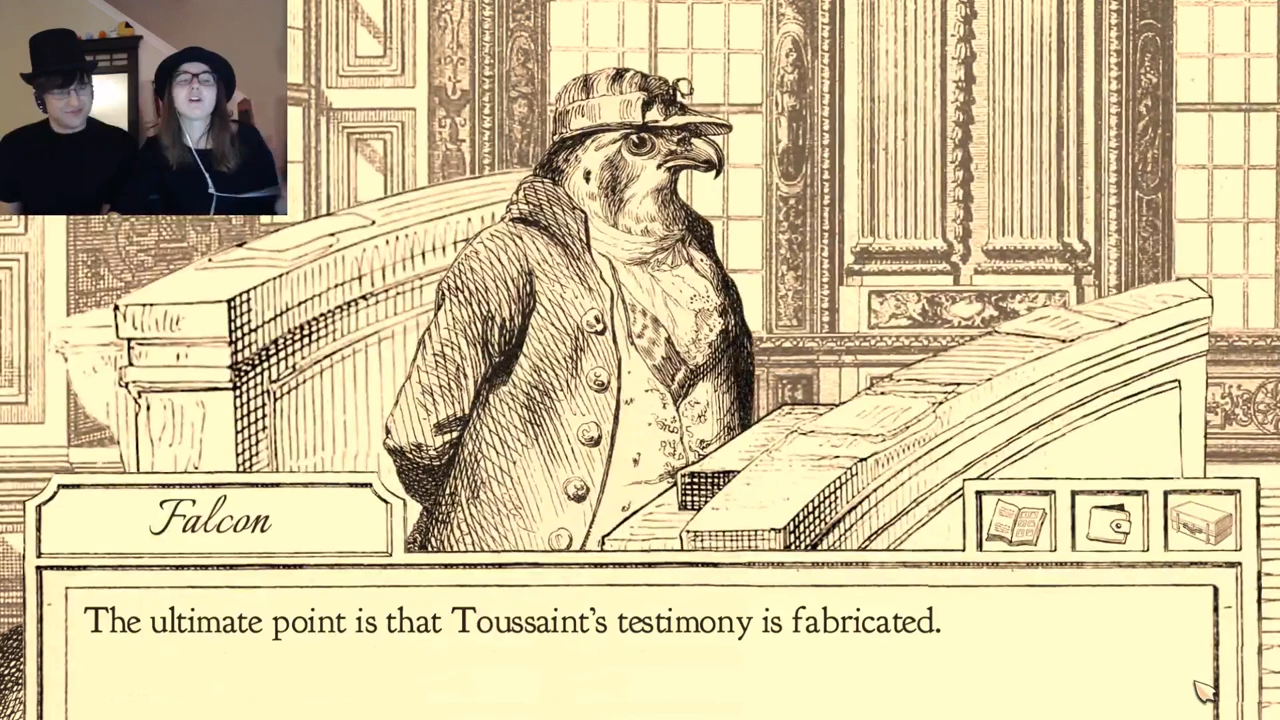 Falcon
The ultimate point is that Toussaint's testimony is fabricated.